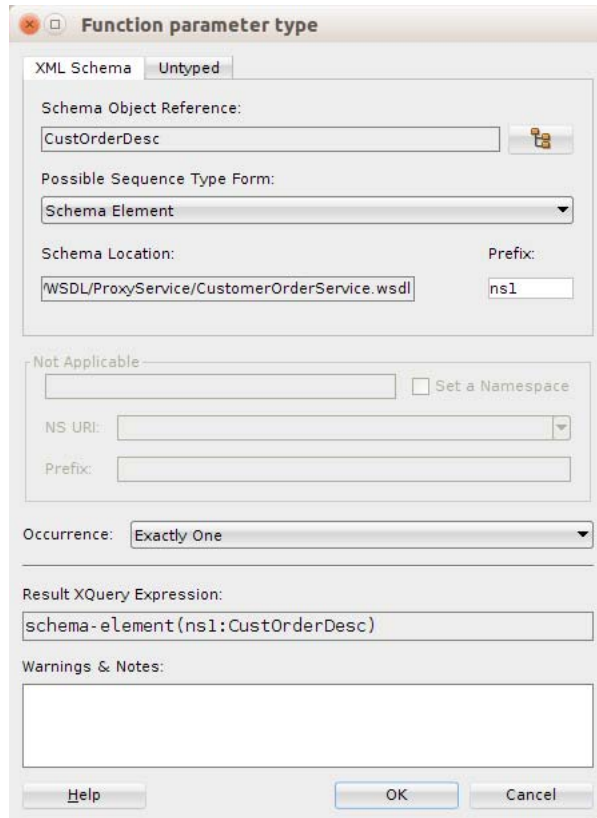 Function parameter type
XML Schema Untyped
Schema Object Reference:
CustOrderDesc
Possible Sequence Type Form:
Schema Element
Schema Location: Prefix:
WSDL/ProxyService/CustomerOrderService.wsdl ns1
Not Applicable
Set a Namespace
NS URI:
Prefix:
Occurrence: Exactly One
Result XQuery Expression:
schema-element(ns1:CustOrderDesc)
Warnings & Notes:
Help OK Cancel